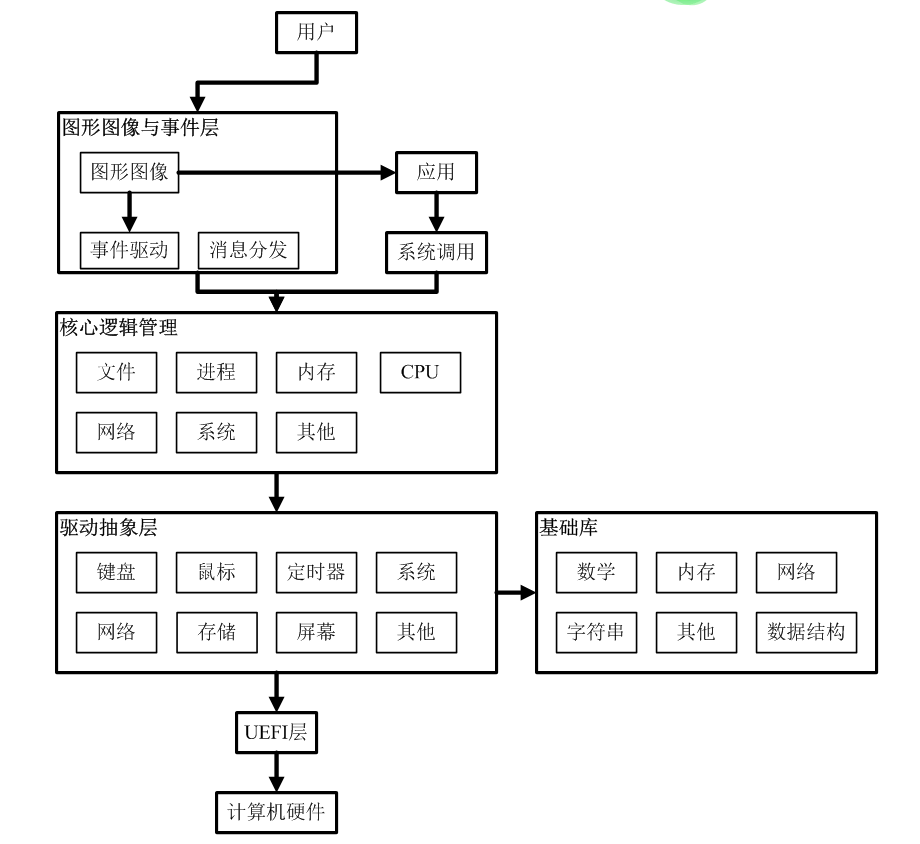 用户
图形图像与事件层
图形图像
应用
事件驱动
消息分发
系统调用
核心逻辑管理
文件
进程
内存
CPU
网络
系统
其他
驱动抽象层
键盘
鼠标
定时器
系统
网络
存储
屏幕
其他
基础库
数学
内存
网络
字符串
其他
数据结构
UEFI层
计算机硬件